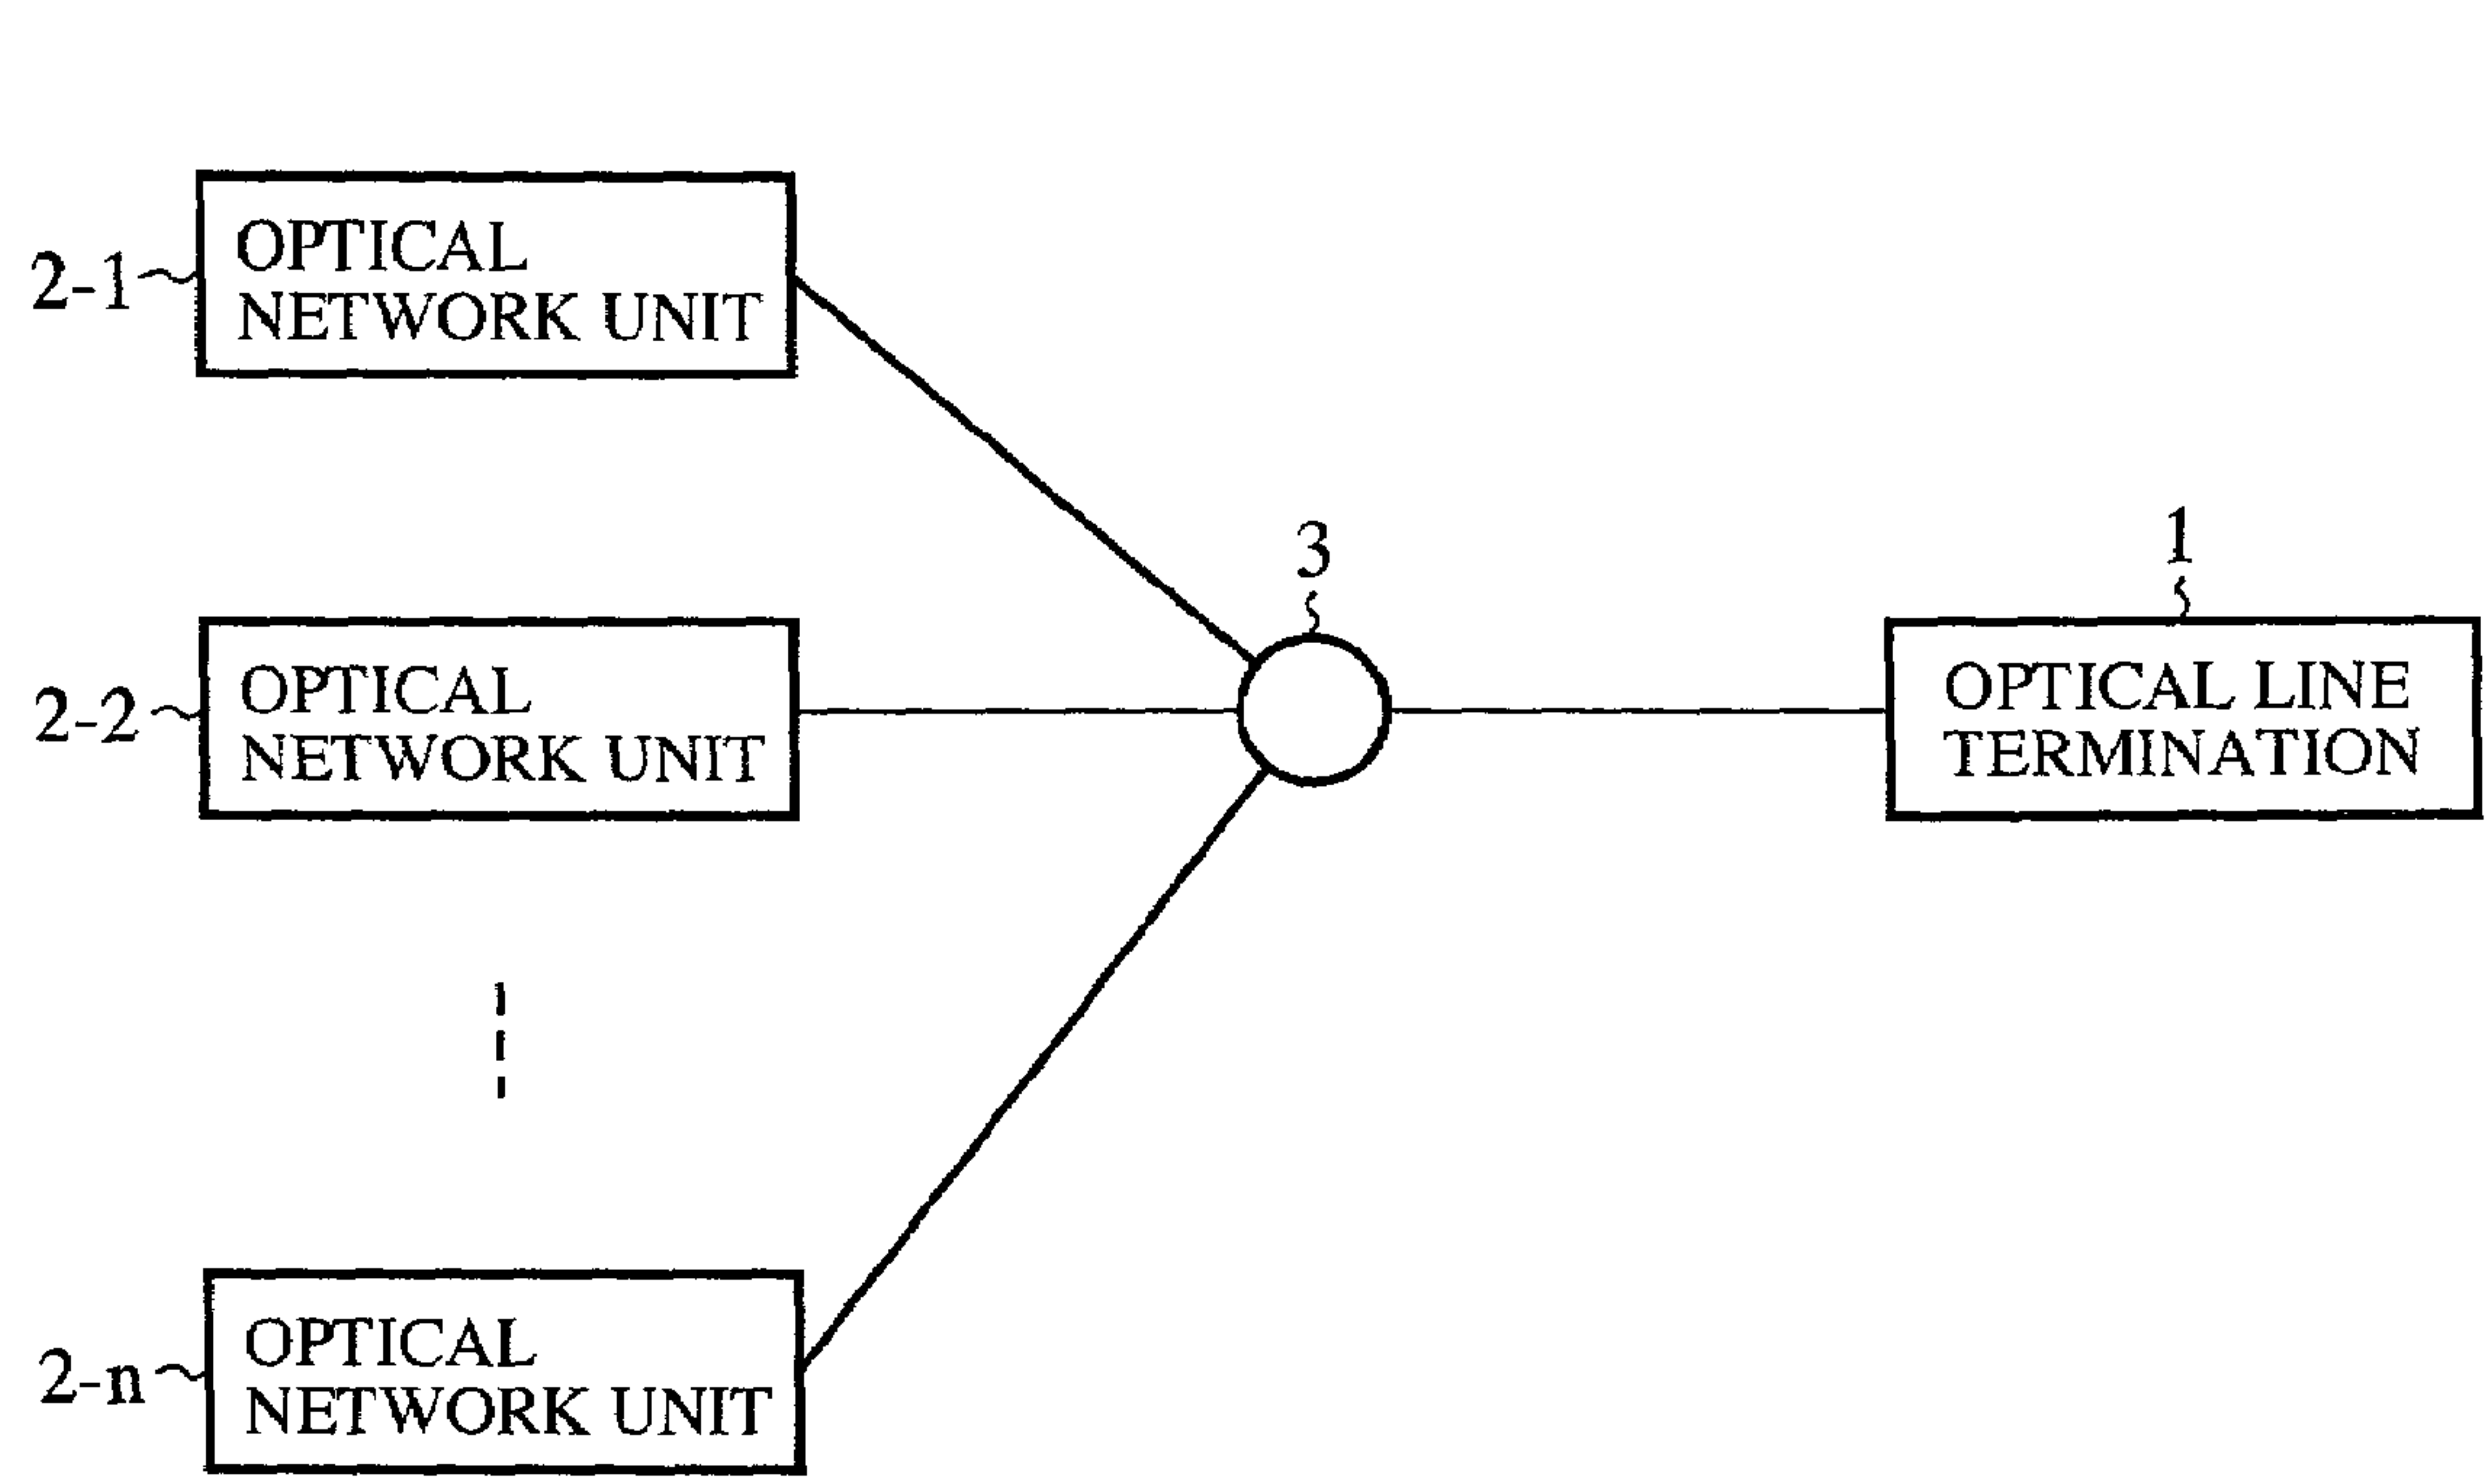 2-1
OPTICAL
NETWORK UNIT
3
1
2-2
OPTICAL
NETWORK UNIT
OPTICAL LINE
TERMINATION
2-n
OPTICAL
NETWORK UNIT